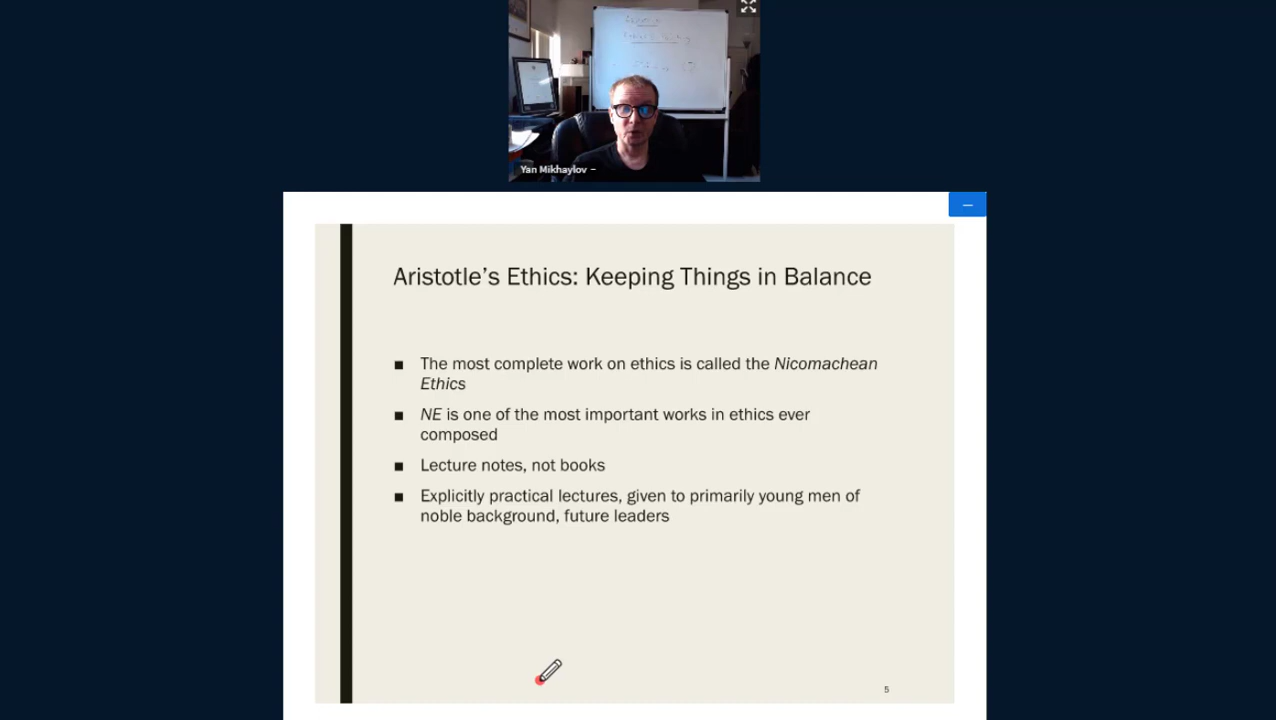 Yan Mikhaylov
Aristotle’s Ethics: Keeping Things in Balance
■ The most complete work on ethics is called the Nicomachean
Ethics
■ NE is one of the most important works in ethics ever
composed
■ Lecture notes, not books
■ Explicitly practical lectures, given to primarily young men of
noble background, future leaders
5